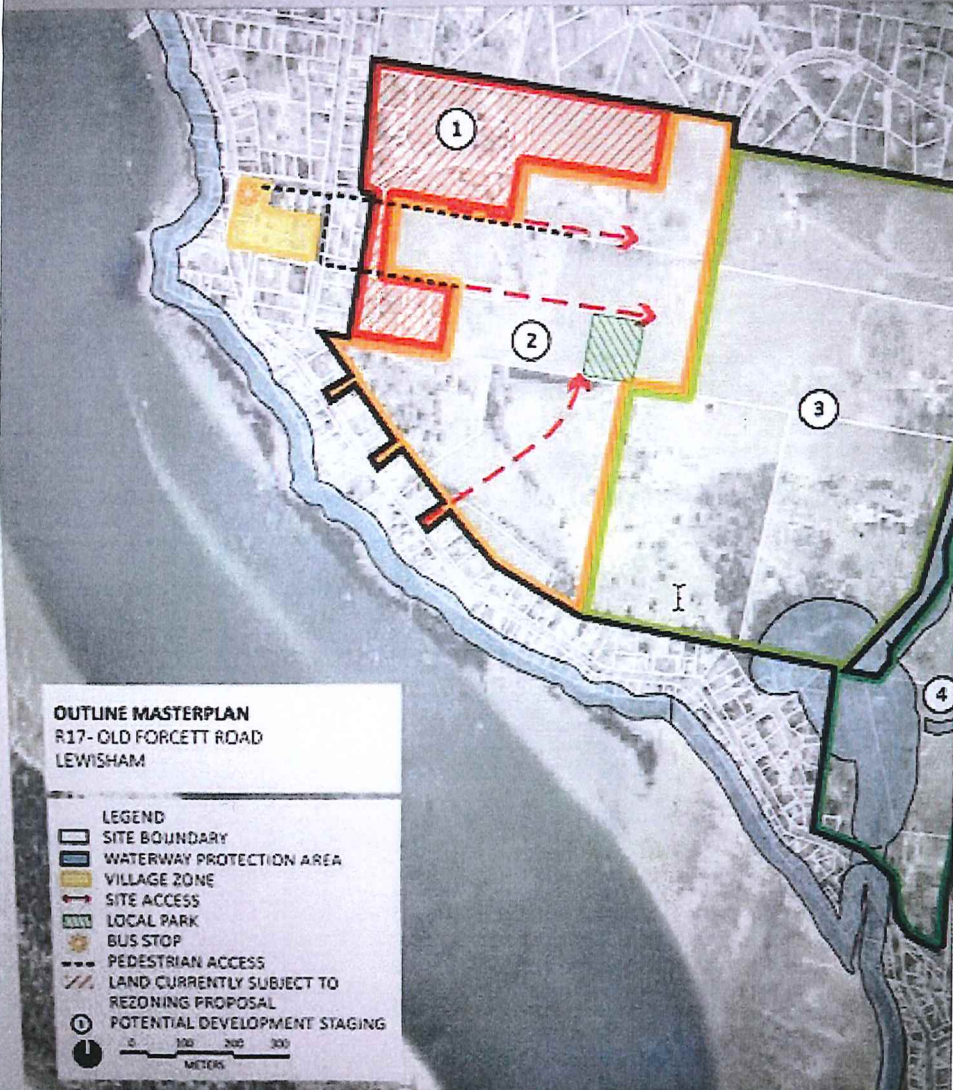 1
2
3
4
OUTLINE MASTERPLAN
R17- OLD FORCETT ROAD
LEWISHAM
LEGEND
SITE BOUNDARY
WATERWAY PROTECTION AREA
VILLAGE ZONE
SITE ACCESS
LOCAL PARK
BUS STOP
PEDESTRIAN ACCESS
LAND CURRENTLY SUBJECT TO
REZONING PROPOSAL
1 POTENTIAL DEVELOPMENT STAGING
0 100 200 300
METERS